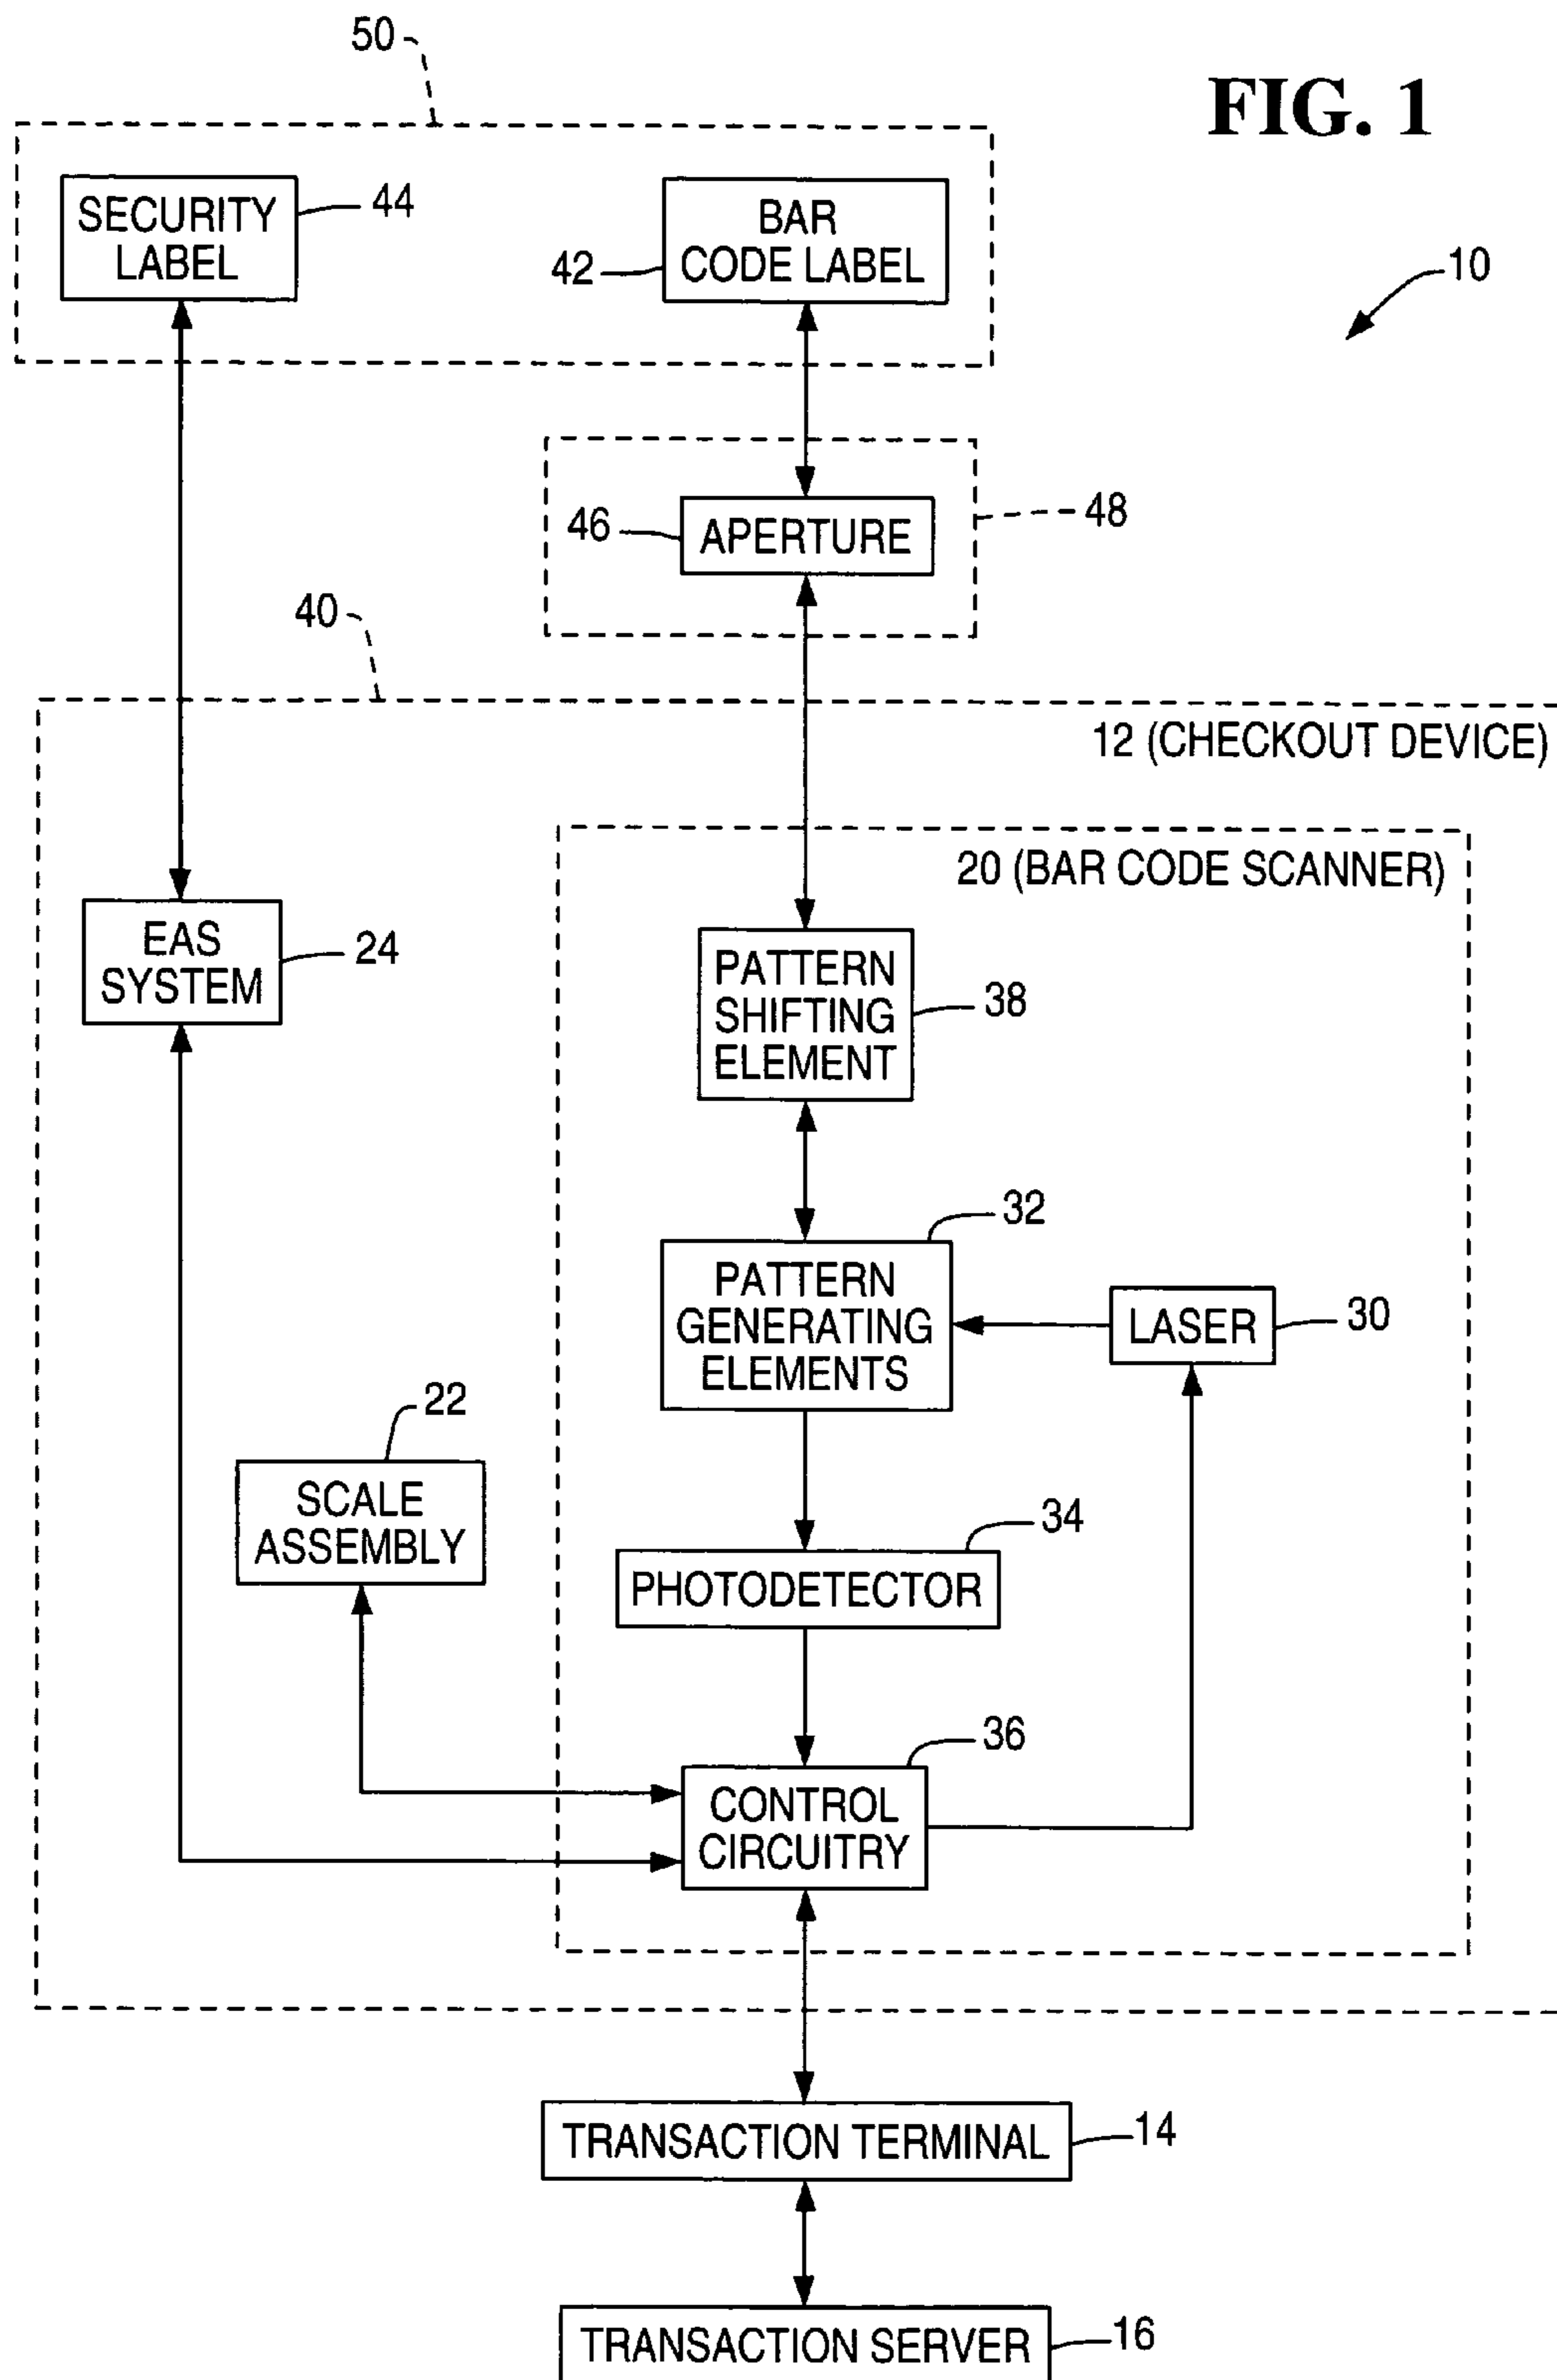 50
FIG. 1
SECURITY
LABEL
44
BAR
CODE LABEL
42
10
46
APERTURE
48
40
12 (CHECKOUT DEVICE)
20 (BAR CODE SCANNER)
EAS
SYSTEM
24
PATTERN
SHIFTING
ELEMENT
38
32
PATTERN
GENERATING
ELEMENTS
LASER
30
22
SCALE
ASSEMBLY
34
PHOTODETECTOR
36
CONTROL
CIRCUITRY
TRANSACTION TERMINAL
14
TRANSACTION SERVER
16